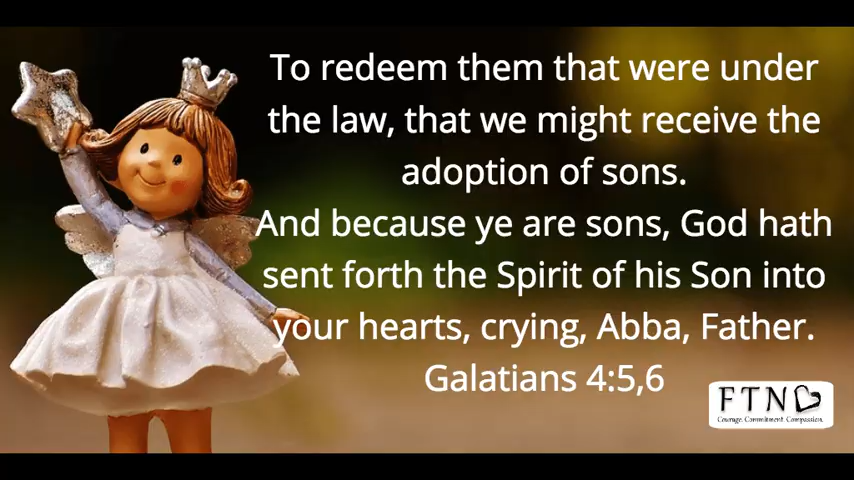 To redeem them that were under
the law, that we might receive the
adoption of sons.
And because ye are sons, God hath
sent forth the Spirit of his Son into
your hearts, crying, Abba, Father.
Galatians 4:5,6
FTN
Courage. Commitment. Compassion.